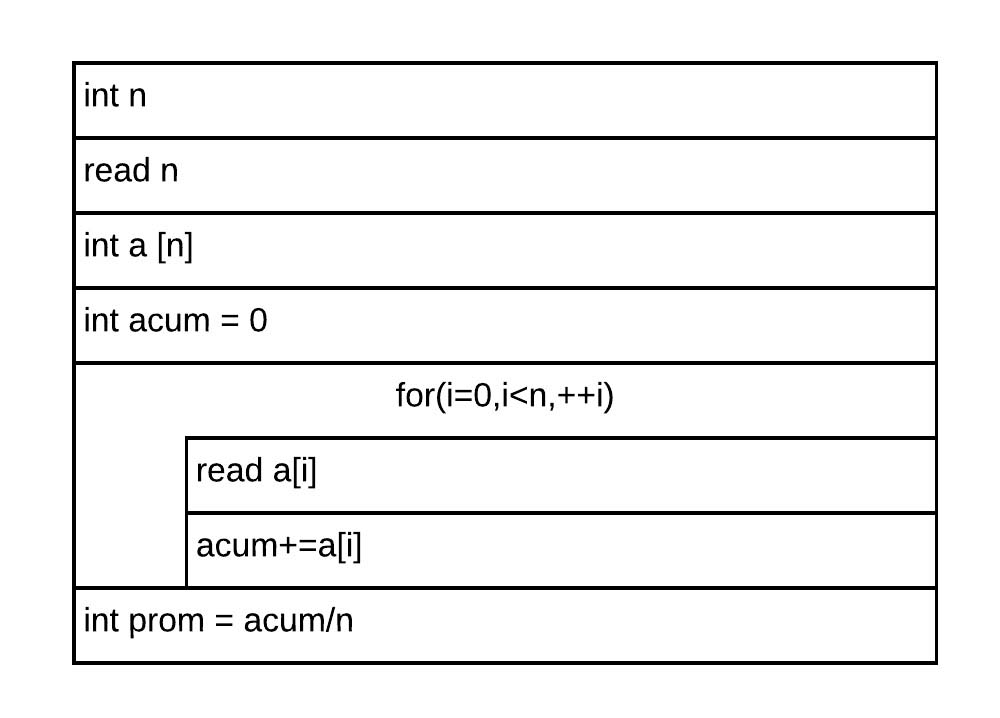 int n
read n
int a [n]
int acum = 0
for(i=0,i<n,++i)
read a[i]
acum+=a[i]
int prom = acum/n